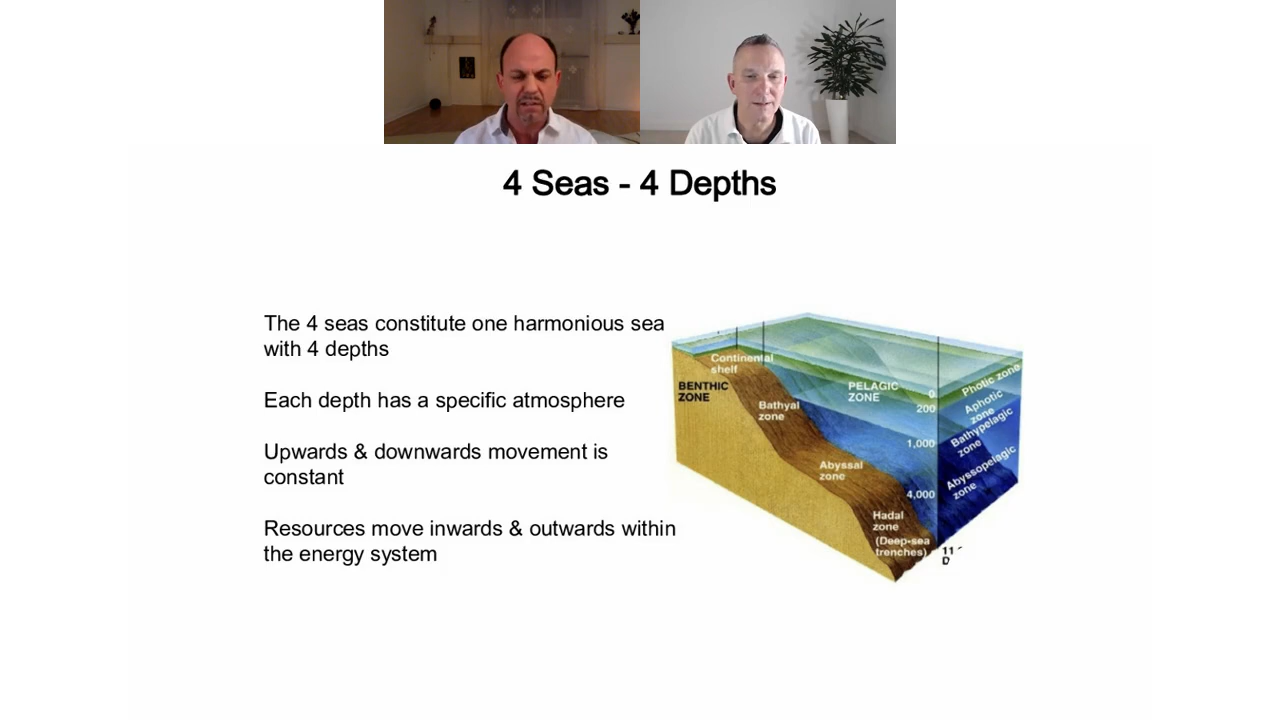 4 Seas - 4 Depths
The 4 seas constitute one harmonious sea
with 4 depths
Each depth has a specific atmosphere
Upwards & downwards movement is
constant
Resources move inwards & outwards within
the energy system
Continental
shelf
BENTHIC
ZONE
PELAGIC
ZONE
Bathyal
zone
Abyssal
zone
Hadal
zone
(Deep-sea
trenches)
0
200
1,000
4,000
11
D
Photic zone
Aphotic
zone
Bathypelagic
zone
Abyssopelagic
zone